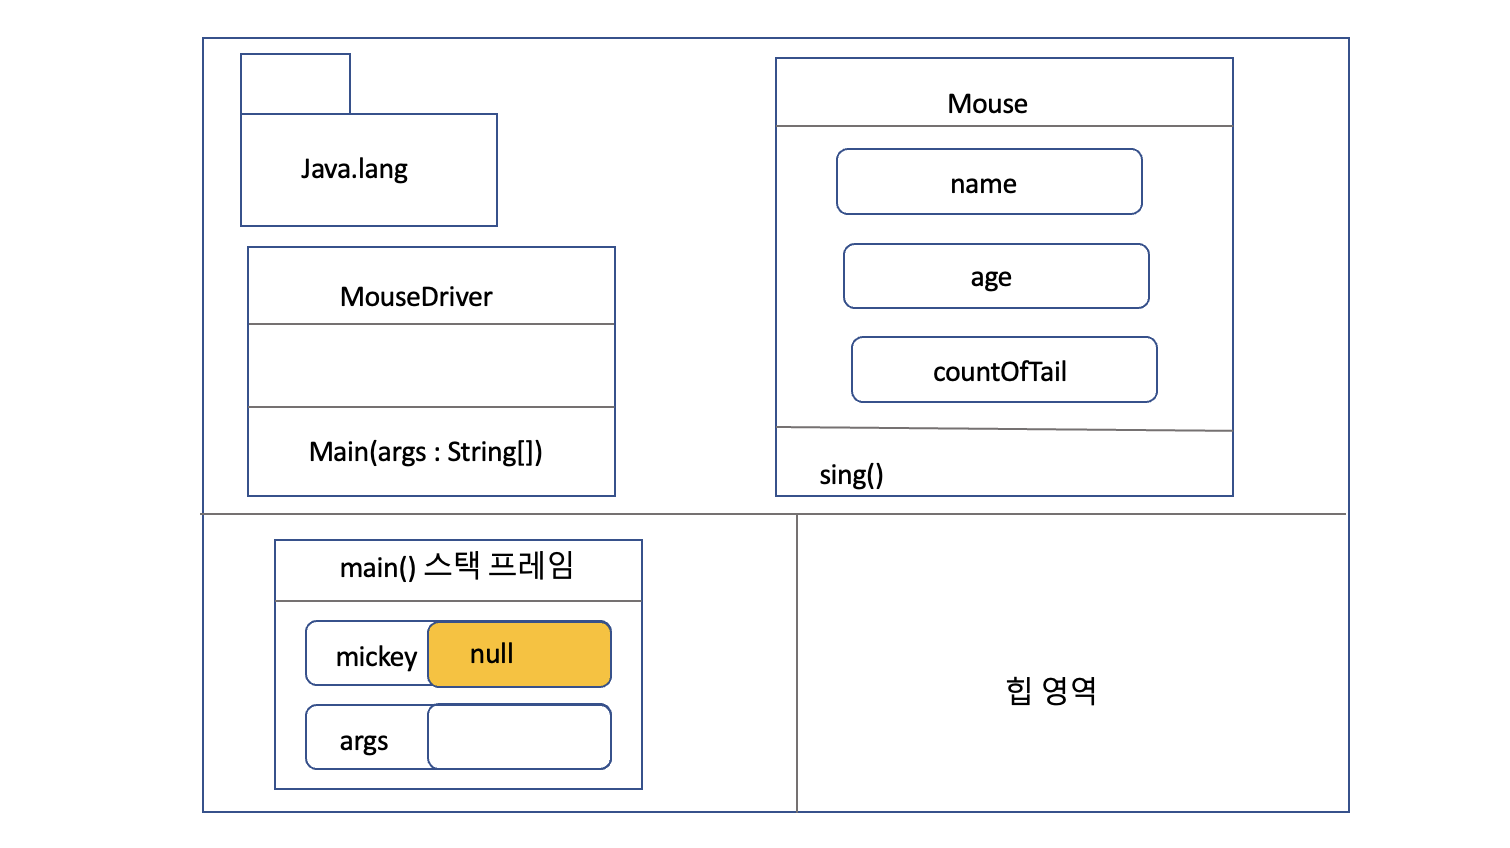 Java.lang
MouseDriver
Main(args : String[])
Mouse
name
age
countOfTail
sing()
main() 스택 프레임
mickey null
args
힙 영역